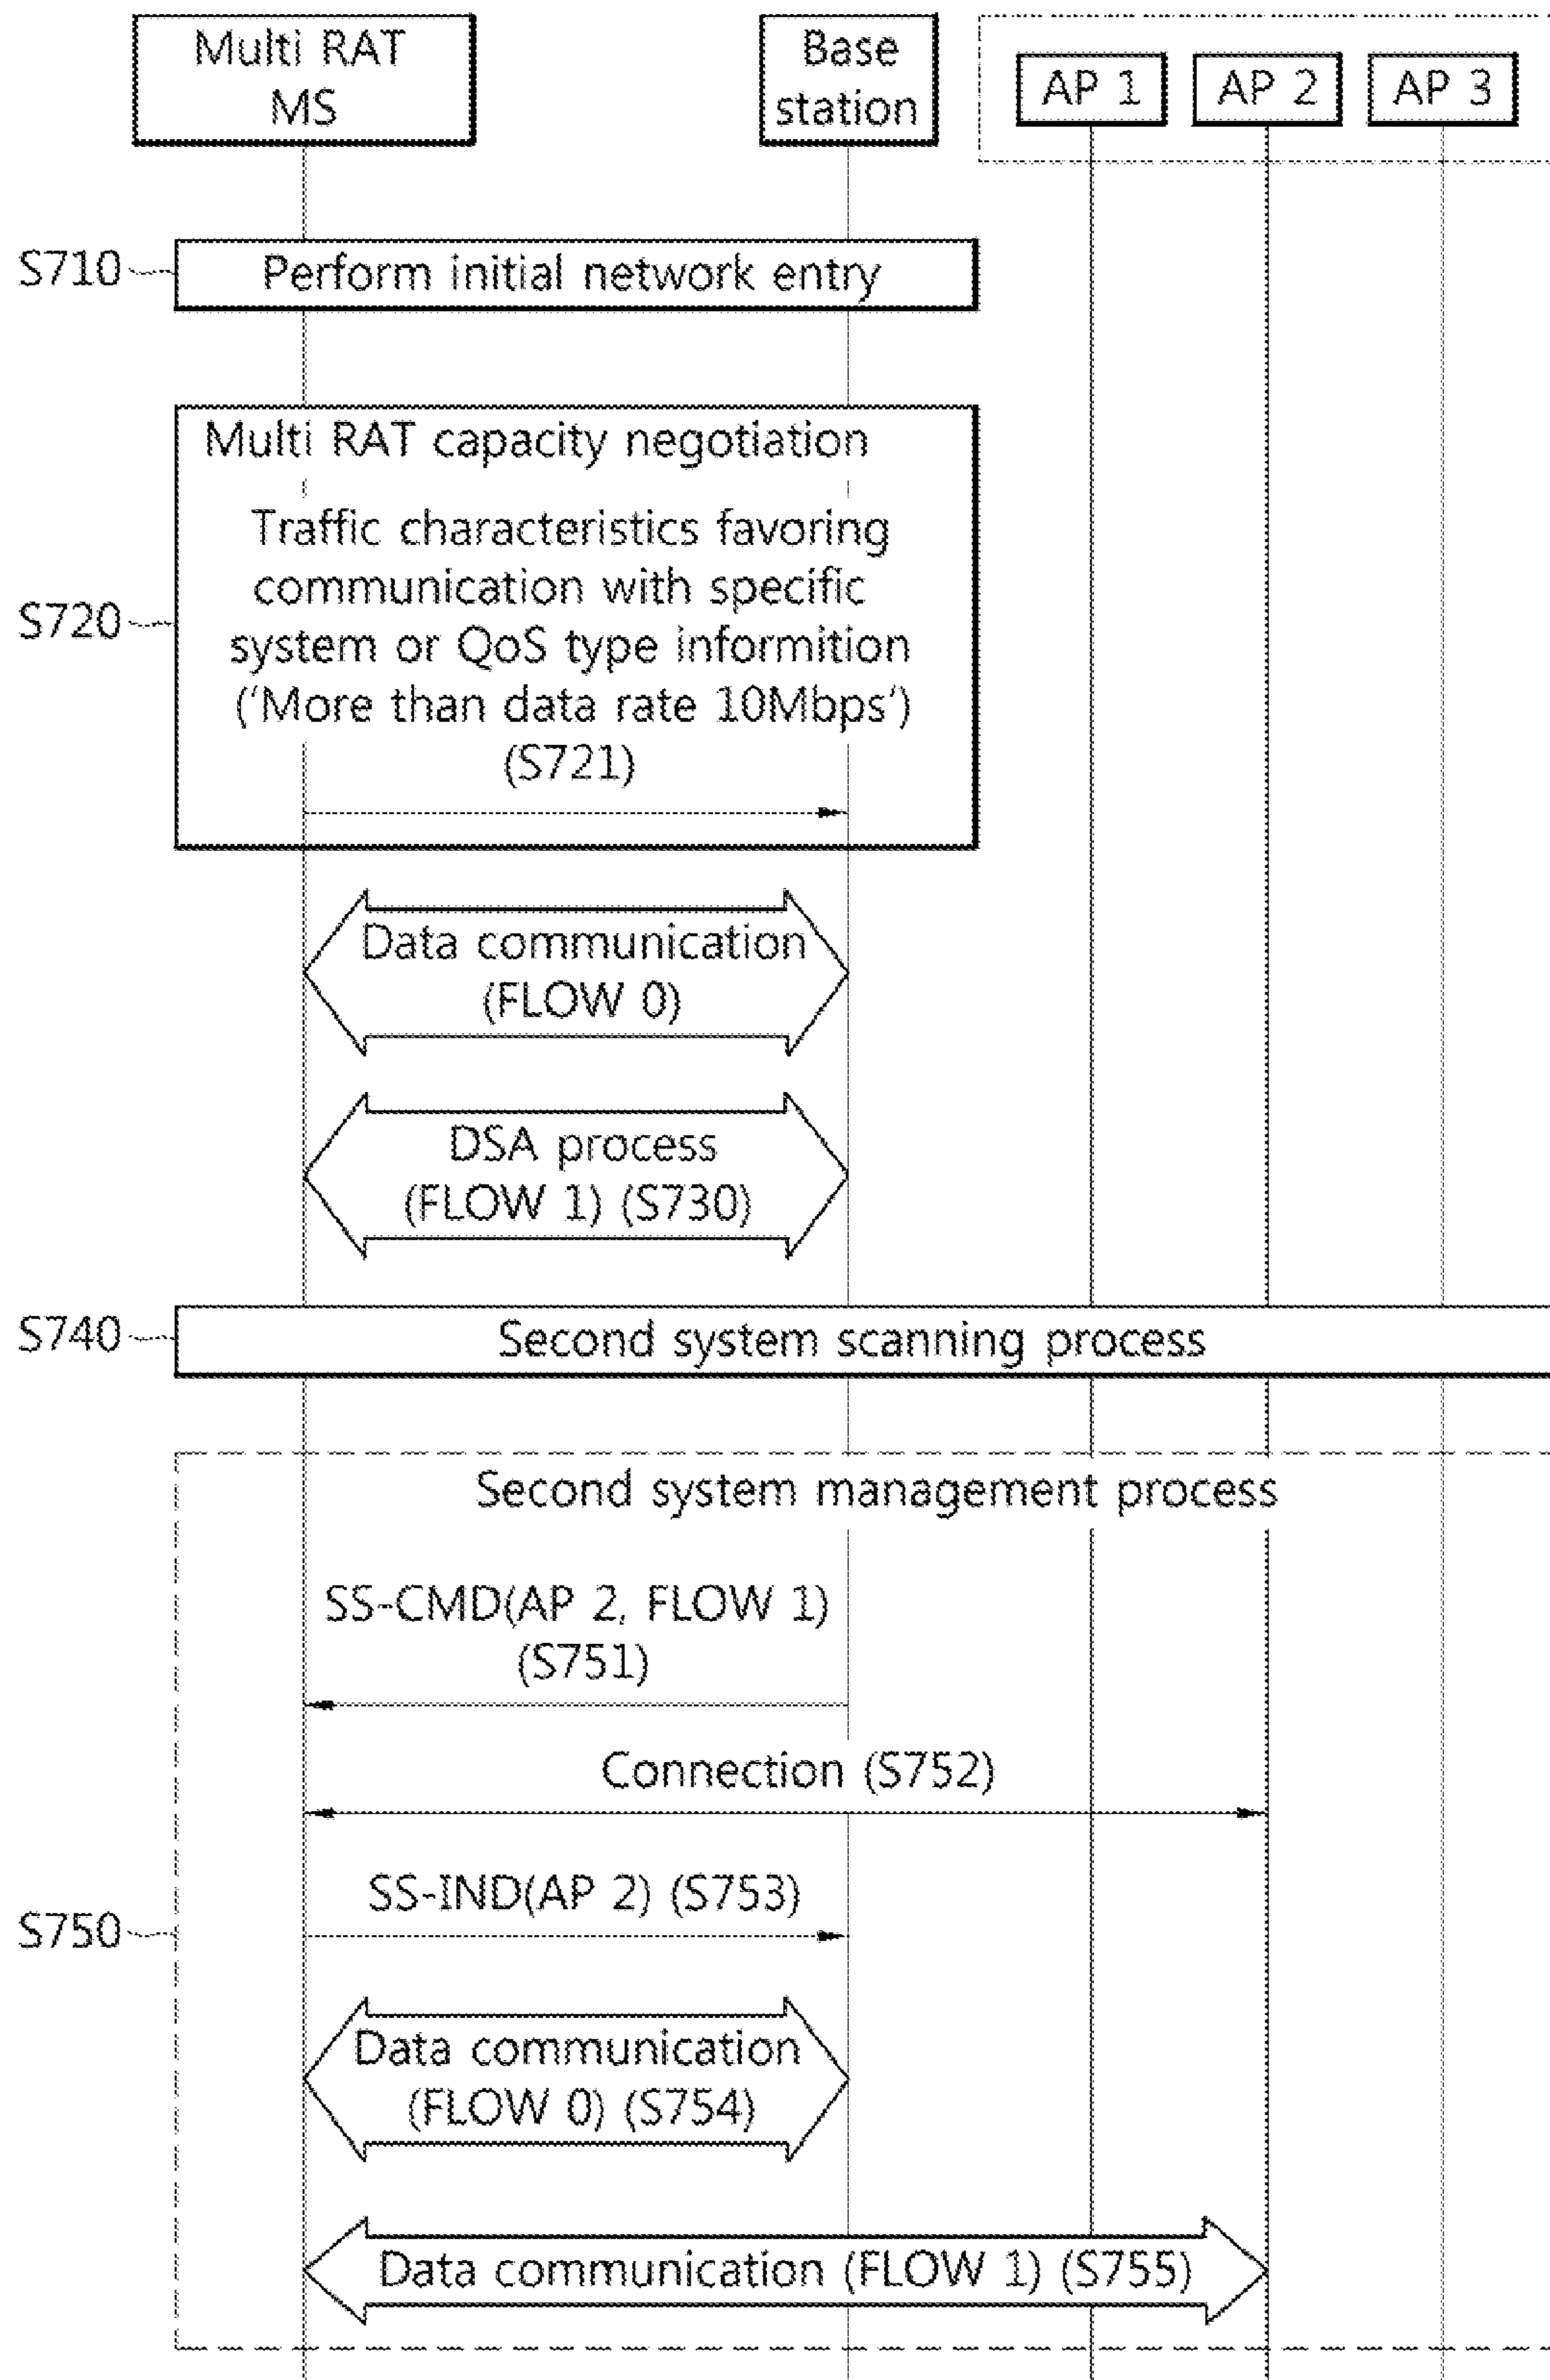 Multi RAT
MS
Base
station
AP 1
AP 2
AP 3
S710
Perform initial network entry
Multi RAT capacity negotiation
Traffic characteristics favoring
communication with specific
S720
system or QoS type informition
('More than data rate 10Mbps')
(S721)
Data communication
(FLOW 0)
DSA process
(FLOW 1) (S730)
S740
Second system scanning process
Second system management process
SS-CMD(AP 2, FLOW 1)
(S751)
Connection (S752)
SS-IND(AP 2) (S753)
S750
Data communication
(FLOW 0) (S754)
Data communication (FLOW 1) (S755)